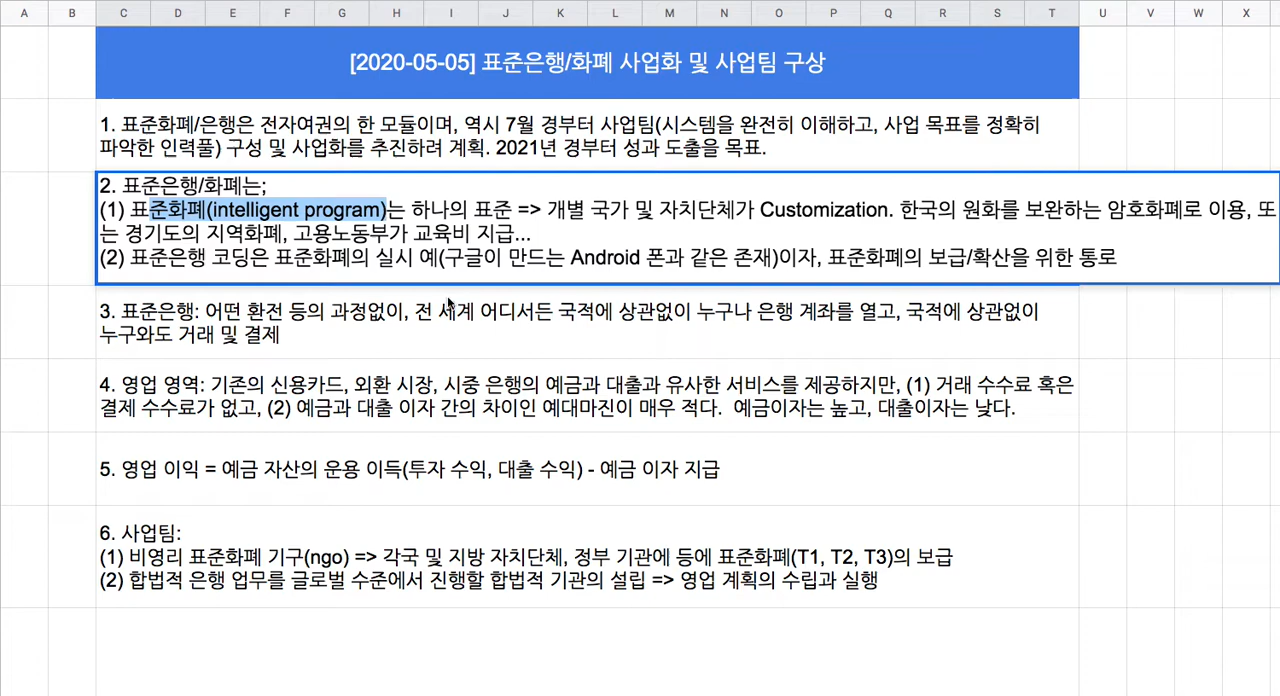 A B C D E F G H I J K L M N O P Q R S T U V W X
[2020-05-05] 표준은행/화폐 사업화 및 사업팀 구상
1. 표준화폐/은행은 전자여권의 한 모듈이며, 역시 7월 경부터 사업팀(시스템을 완전히 이해하고, 사업 목표를 정확히
파악한 인력풀) 구성 및 사업화를 추진하려 계획. 2021년 경부터 성과 도출을 목표.
2. 표준은행/화폐는;
(1) 표준화폐(intelligent program)는 하나의 표준 => 개별 국가 및 자치단체가 Customization. 한국의 원화를 보완하는 암호화폐로 이용, 또
는 경기도의 지역화폐, 고용노동부가 교육비 지급...
(2) 표준은행 코딩은 표준화폐의 실시 예(구글이 만드는 Android 폰과 같은 존재)이자, 표준화폐의 보급/확산을 위한 통로
3. 표준은행: 어떤 환전 등의 과정없이, 전 세계 어디서든 국적에 상관없이 누구나 은행 계좌를 열고, 국적에 상관없이
누구와도 거래 및 결제
4. 영업 영역: 기존의 신용카드, 외환 시장, 시중 은행의 예금과 대출과 유사한 서비스를 제공하지만, (1) 거래 수수료 혹은
결제 수수료가 없고, (2) 예금과 대출 이자 간의 차이인 예대마진이 매우 적다.  예금이자는 높고, 대출이자는 낮다.
5. 영업 이익 = 예금 자산의 운용 이득(투자 수익, 대출 수익) - 예금 이자 지급
6. 사업팀:
(1) 비영리 표준화폐 기구(ngo) => 각국 및 지방 자치단체, 정부 기관에 등에 표준화폐(T1, T2, T3)의 보급
(2) 합법적 은행 업무를 글로벌 수준에서 진행할 합법적 기관의 설립 => 영업 계획의 수립과 실행